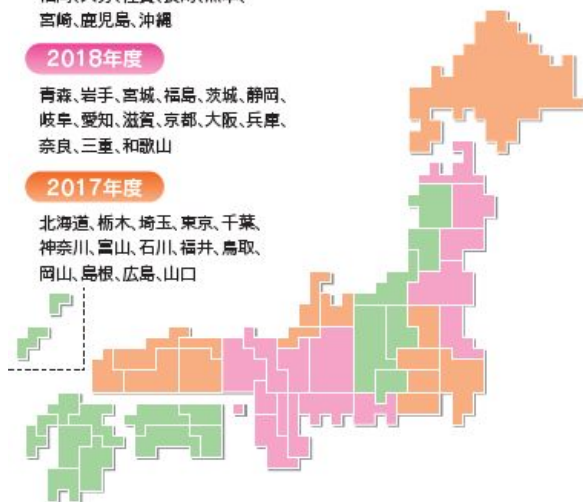 宮崎、鹿児島、沖縄
2018年度
青森、岩手、宮城、福島、茨城、静岡、
岐阜、愛知、滋賀、京都、大阪、兵庫、
奈良、三重、和歌山
2017年度
北海道、栃木、埼玉、東京、千葉、
神奈川、富山、石川、福井、鳥取、
岡山、島根、広島、山口